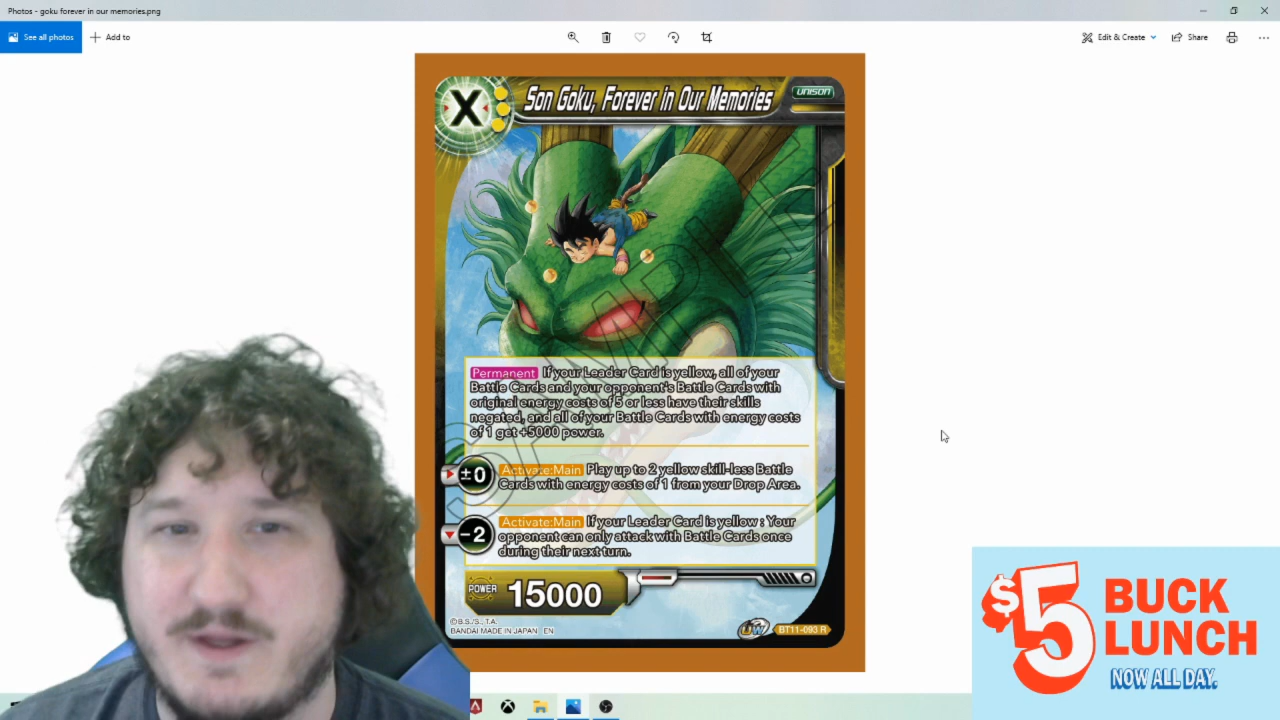 Photos - goku forever in our memories.png
See all photos
Add to
Edit & Create
Share
X
Son Goku, Forever in Our Memories
UNISON
SAMPLE
Permanent If your Leader Card is yellow, all of your
Battle Cards and your opponent's Battle Cards with
original energy costs of 5 or less have their skills
negated, and all of your Battle Cards with energy costs
of 1 get +5000 power.
±0 Activate:Main Play up to 2 yellow skill-less Battle
Cards with energy costs of 1 from your Drop Area.
-2 Activate:Main If your Leader Card is yellow : Your
opponent can only attack with Battle Cards once
during their next turn.
POWER 15000
©B.S./S., T.A.
BANDAI MADE IN JAPAN EN
UW
BT11-093 R
$5 BUCK
LUNCH
NOW ALL DAY.